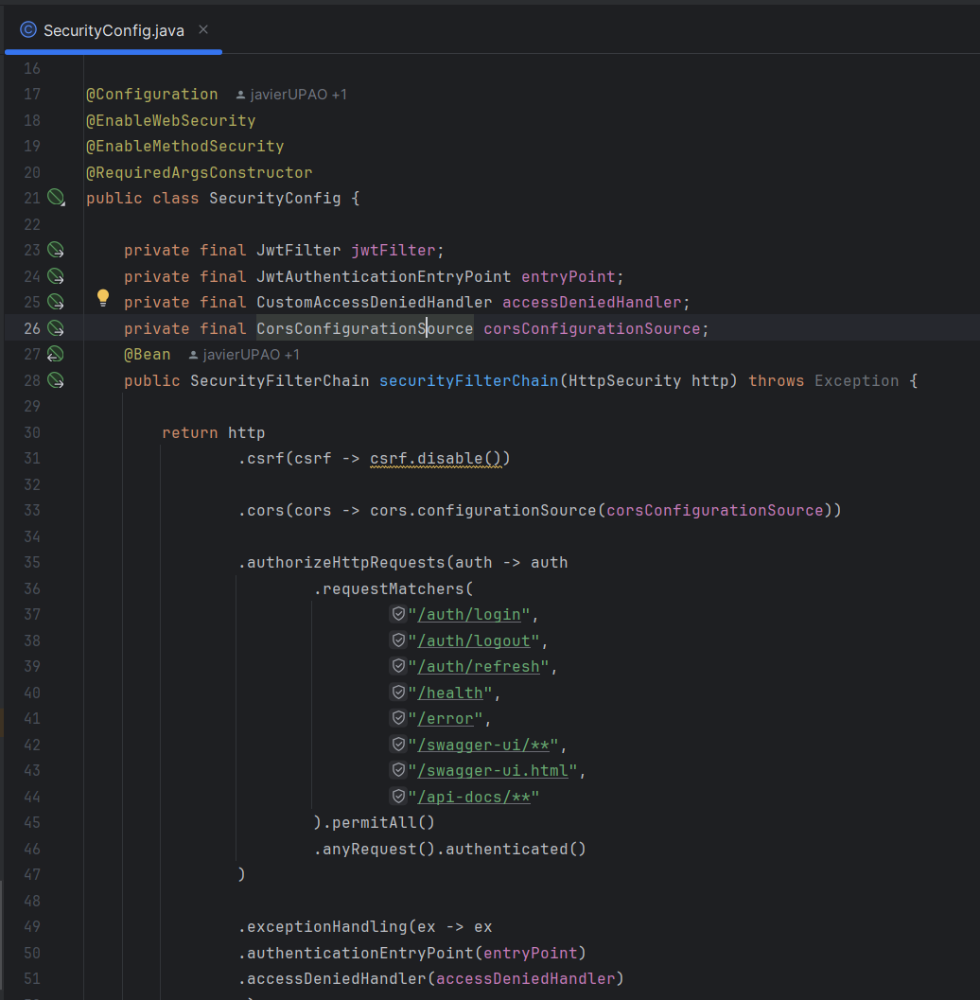 SecurityConfig.java
16
17 @Configuration javierUPAO +1
18 @EnableWebSecurity
19 @EnableMethodSecurity
20 @RequiredArgsConstructor
21 public class SecurityConfig {
22
23 private final JwtFilter jwtFilter;
24 private final JwtAuthenticationEntryPoint entryPoint;
25 private final CustomAccessDeniedHandler accessDeniedHandler;
26 private final CorsConfigurationSource corsConfigurationSource;
27 @Bean javierUPAO +1
28 public SecurityFilterChain securityFilterChain(HttpSecurity http) throws Exception {
29
30 return http
31 .csrf(csrf -> csrf.disable())
32
33 .cors(cors -> cors.configurationSource(corsConfigurationSource))
34
35 .authorizeHttpRequests(auth -> auth
36 .requestMatchers(
37 "/auth/login",
38 "/auth/logout",
39 "/auth/refresh",
40 "/health",
41 "/error",
42 "/swagger-ui/**",
43 "/swagger-ui.html",
44 "/api-docs/**"
45 ).permitAll()
46 .anyRequest().authenticated()
47 )
48
49 .exceptionHandling(ex -> ex
50 .authenticationEntryPoint(entryPoint)
51 .accessDeniedHandler(accessDeniedHandler)